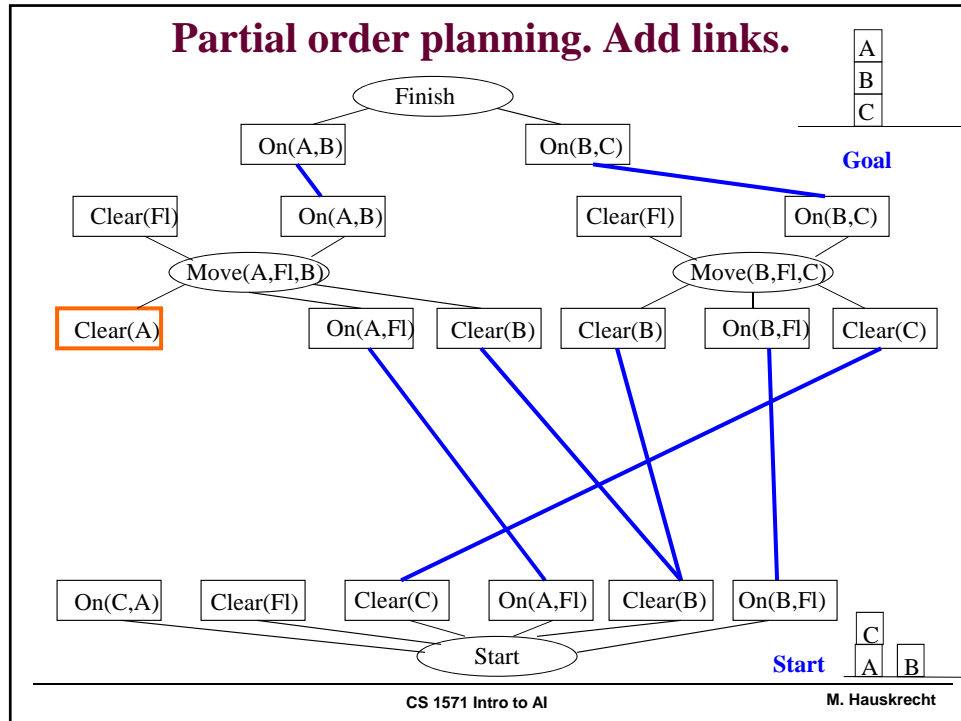 Partial order planning. Add links.
A
B
C
Finish
On(A,B)
On(B,C)
Goal
Clear(Fl)
On(A,B)
Clear(Fl)
On(B,C)
Move(A,Fl,B)
Move(B,Fl,C)
Clear(A)
On(A,Fl)
Clear(B)
Clear(B)
On(B,Fl)
Clear(C)
On(C,A)
Clear(Fl)
Clear(C)
On(A,Fl)
Clear(B)
On(B,Fl)
Start
Start
C
A B
CS 1571 Intro to AI
M. Hauskrecht